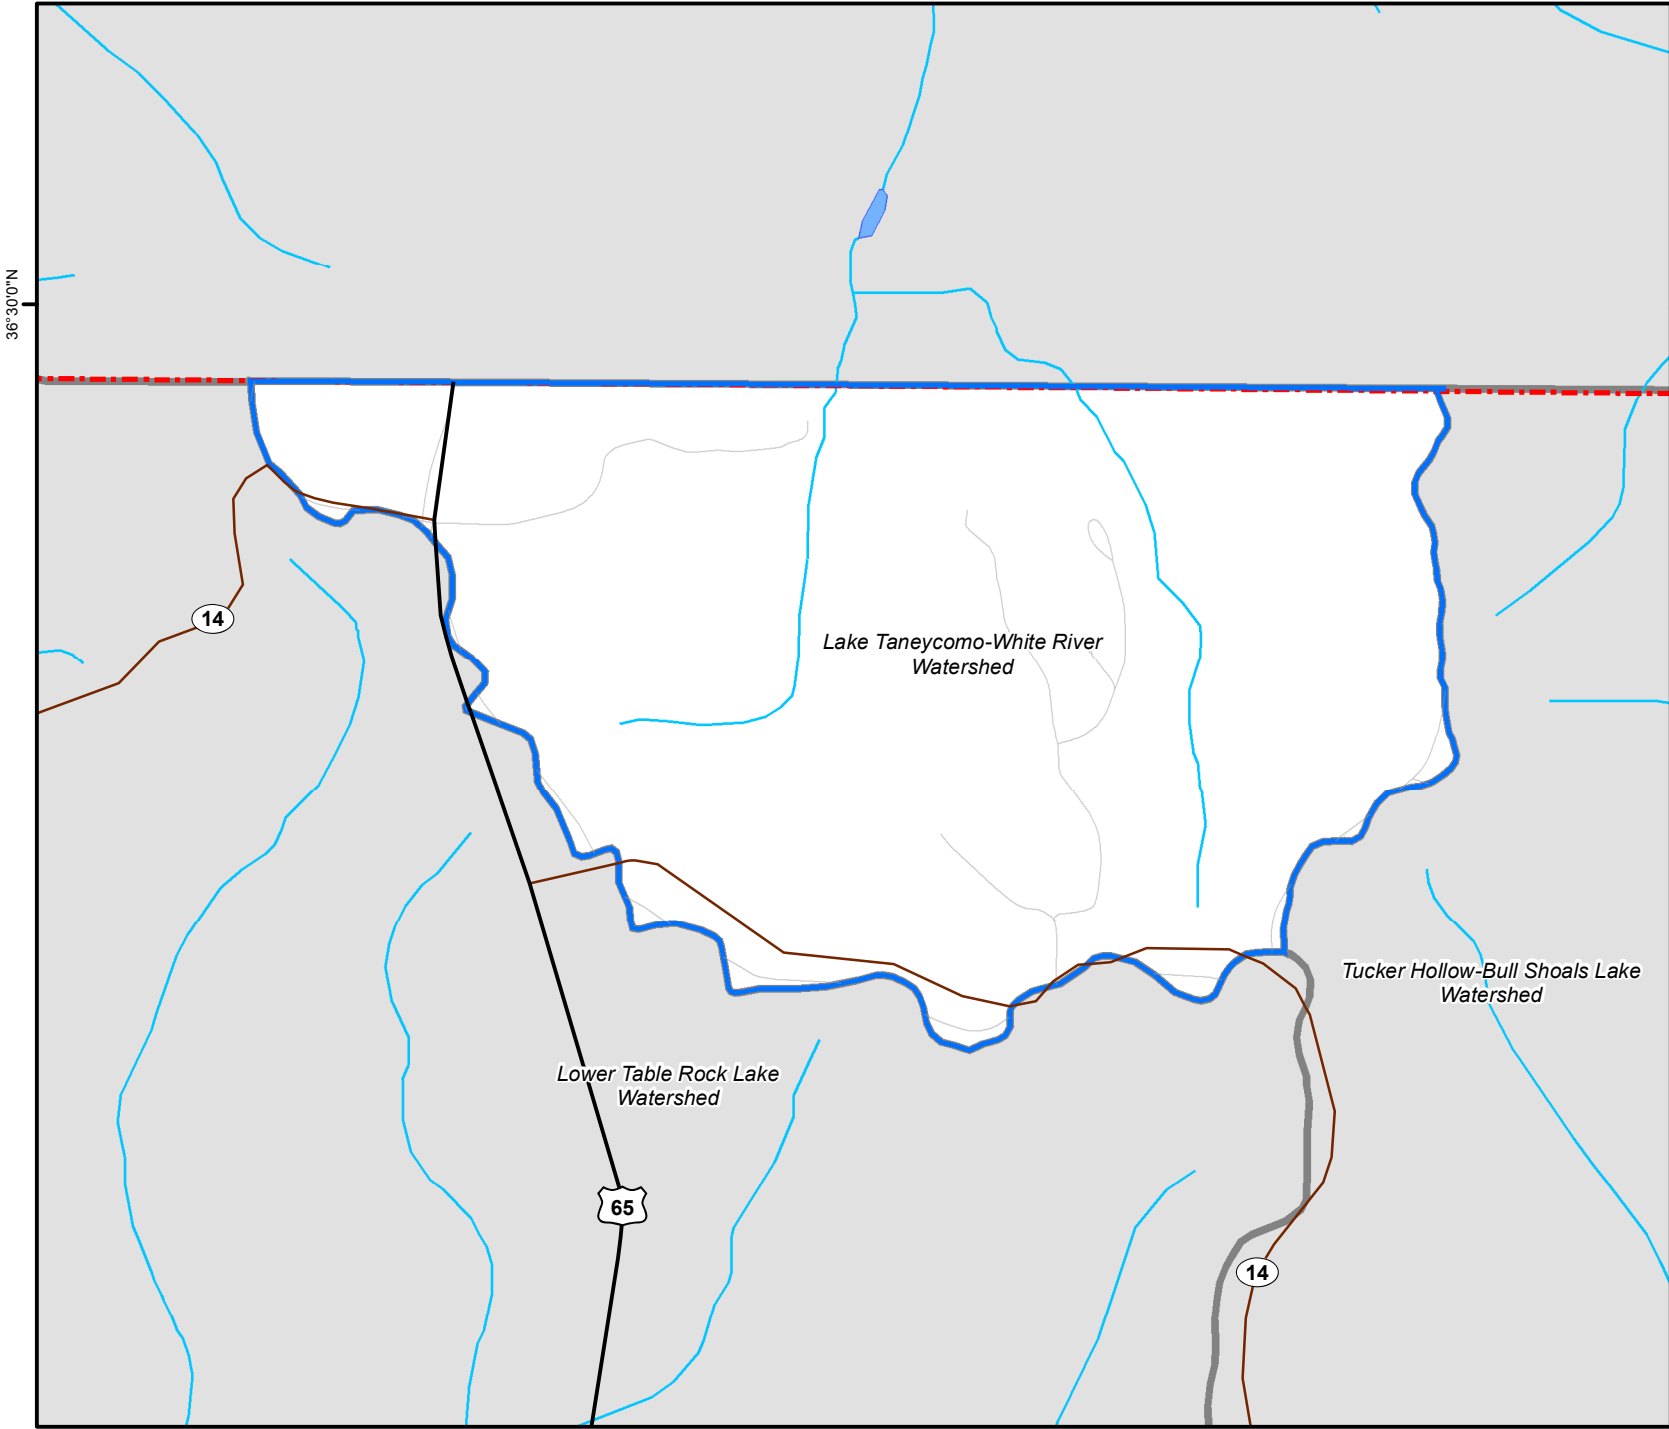 36°30'0"N
14
Lake Taneycomo-White River
Watershed
Tucker Hollow-Bull Shoals Lake
Watershed
Lower Table Rock Lake
Watershed
65
14